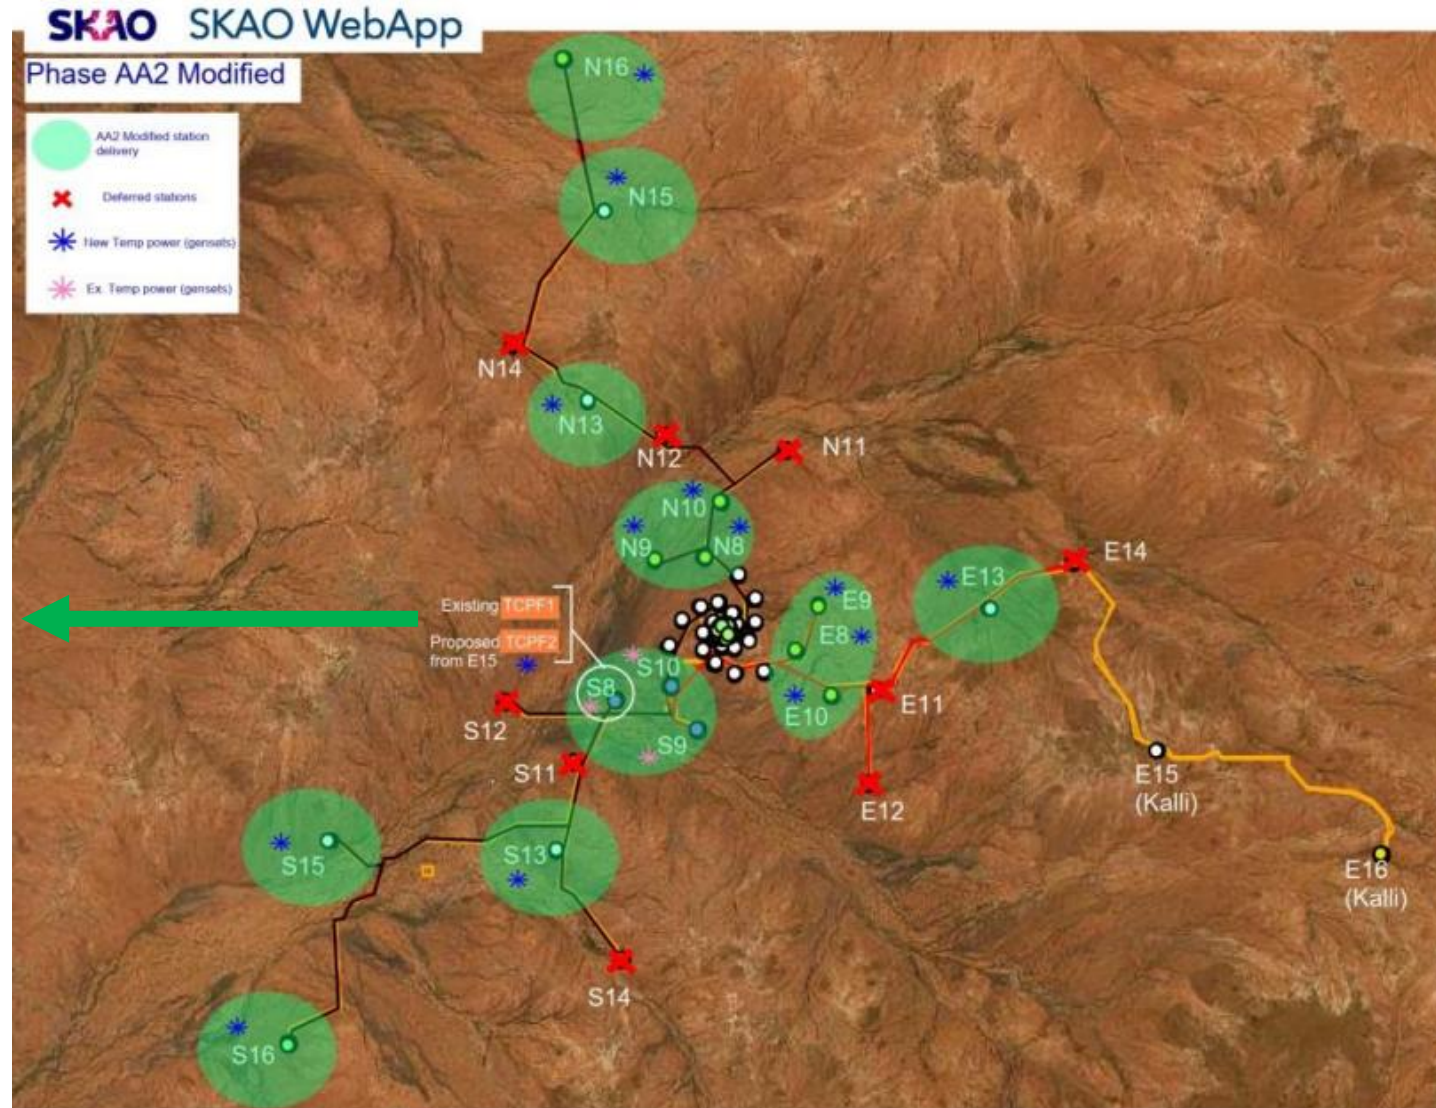 SKAO SKAO WebApp
Phase AA2 Modified
AA2 Modified station
delivery
Deferred stations
New Temp power (gensets)
Ex. Temp power (gensets)
N16
N15
N14
N13
N12
N11
N10
N9
N8
E14
E13
E9
E8
E10
E11
E12
E15
(Kalli)
E16
(Kalli)
Existing TCPF1
Proposed TCPF2
from E15
S10
S8
S12
S9
S11
S15
S13
S14
S16